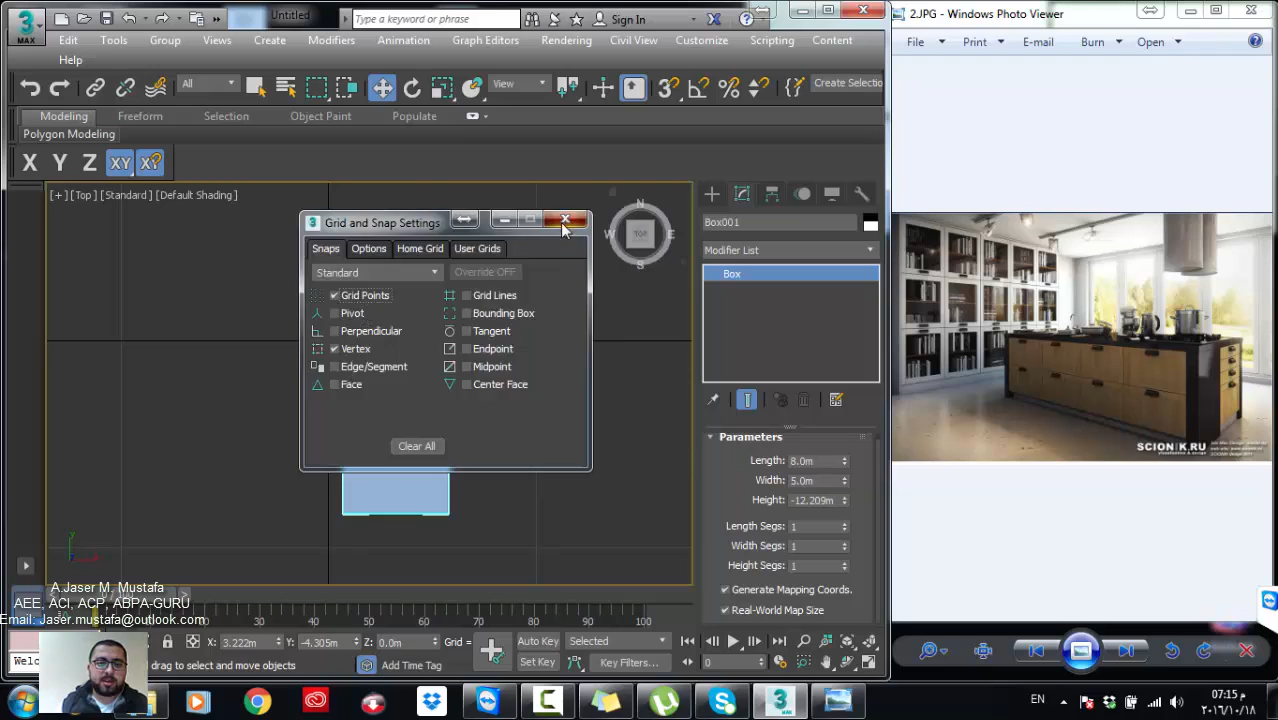 Untitled
Type a keyword or phrase
Sign In
MAX
Edit Tools Group Views Create Modifiers Animation Graph Editors Rendering Civil View Customize Scripting Content
Help
All
View
Create Selectio
Modeling Freeform Selection Object Paint Populate
Polygon Modeling
X Y Z XY XY
[+] [Top] [Standard] [Default Shading]
Grid and Snap Settings
Snaps Options Home Grid User Grids
Standard Override OFF
Grid Points Grid Lines
Pivot Bounding Box
Perpendicular Tangent
Vertex Endpoint
Edge/Segment Midpoint
Face Center Face
Clear All
N
W TOP E
S
Box001
Modifier List
Box
Parameters
Length: 8.0m
Width: 5.0m
Height: -12.209m
Length Segs: 1
Width Segs: 1
Height Segs: 1
Generate Mapping Coords.
Real-World Map Size
y
A.Jaser M. Mustafa
AEE, ACI, ACP, ABPA-GURU
Email: Jaser.mustafa@outlook.com
100
X: 3.222m Y: -4.305m Z: 0.0m Grid =
Auto Key Selected
Welc
drag to select and move objects
Add Time Tag
Set Key Key Filters...
0
2.JPG - Windows Photo Viewer
File Print E-mail Burn Open
SCIONIK.RU
EN
07:15 م
٢٠١٦/١٠/١٨